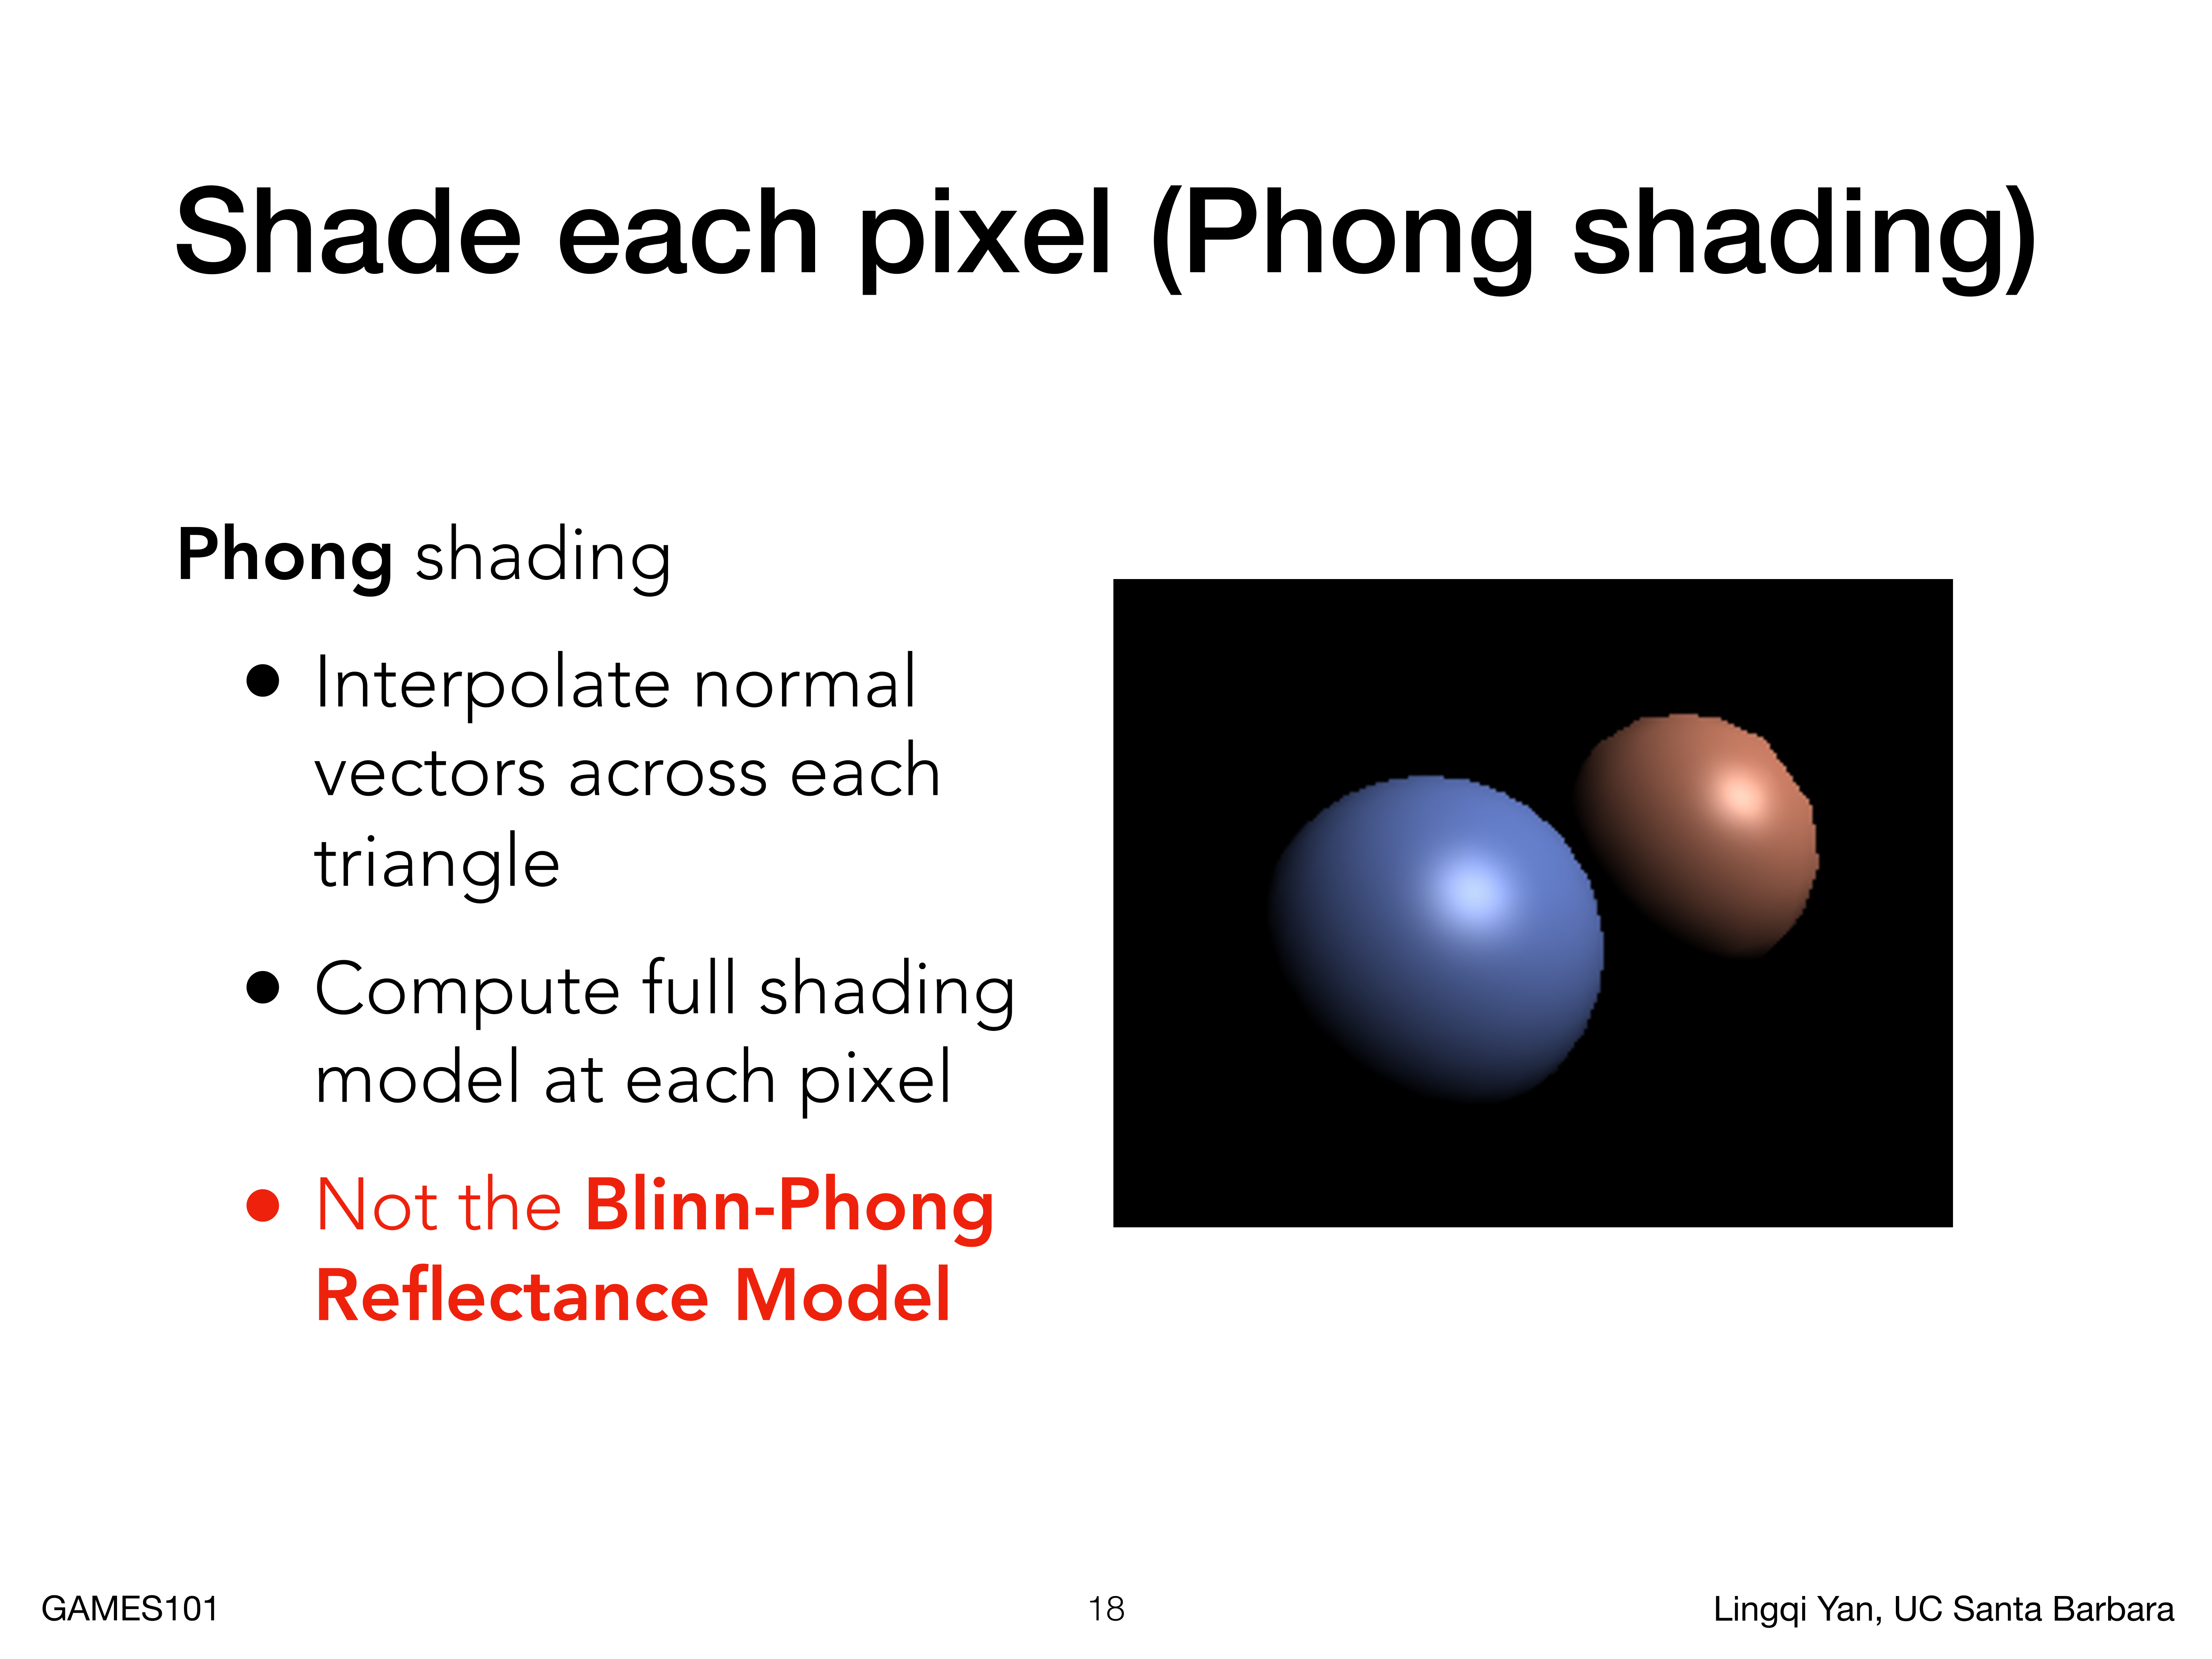 Shade each pixel (Phong shading)
Phong shading
• Interpolate normal
vectors across each
triangle
• Compute full shading
model at each pixel
• Not the Blinn-Phong
Reflectance Model
GAMES101
18
Lingqi Yan, UC Santa Barbara